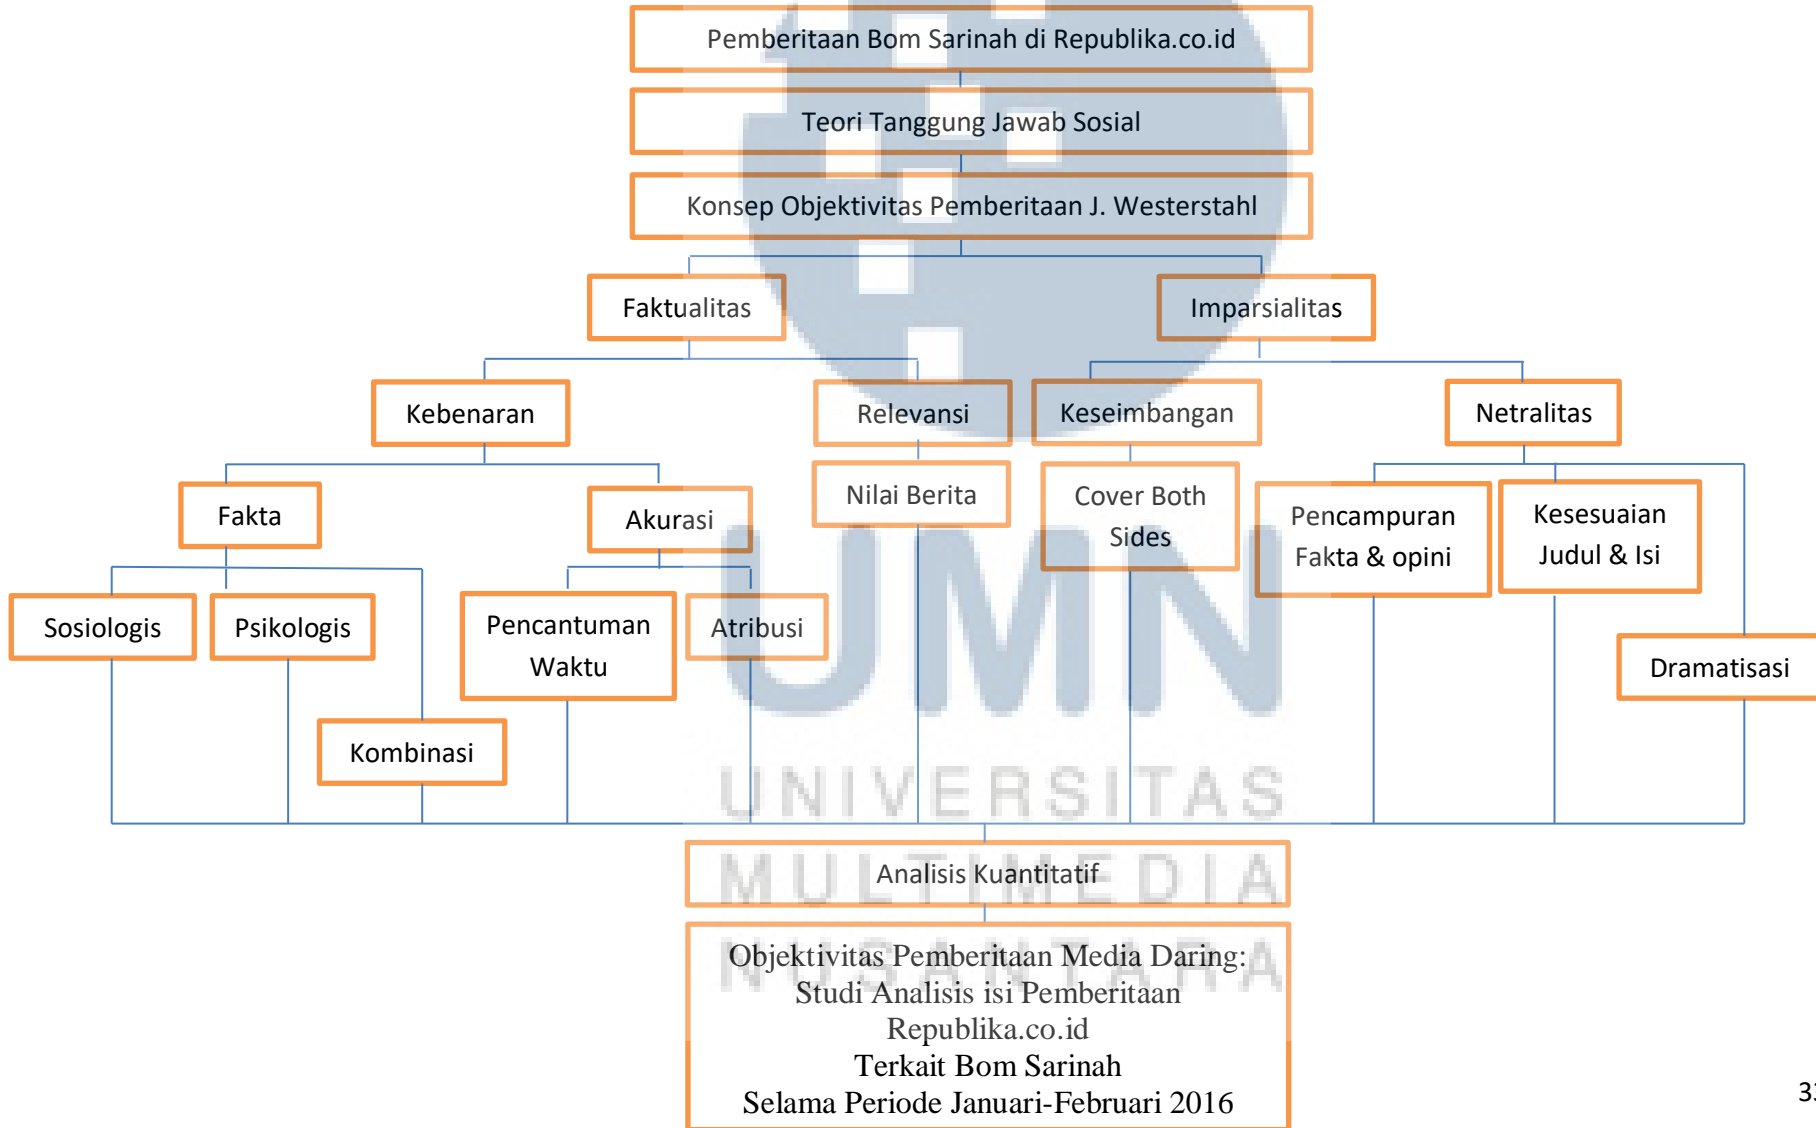 Pemberitaan Bom Sarinah di Republika.co.id
Teori Tanggung Jawab Sosial
Konsep Objektivitas Pemberitaan J. Westerstahl
Faktualitas
Imparsialitas
Kebenaran
Relevansi
Keseimbangan
Netralitas
Fakta
Akurasi
Nilai Berita
Cover Both
Sides
Pencampuran
Fakta & opini
Kesesuaian
Judul & Isi
Sosiologis
Psikologis
Kombinasi
Pencantuman
Waktu
Atribusi
Dramatisasi
UMN
UNIVERSITAS
MULTIMEDIA
NUSANTARA
Analisis Kuantitatif
Objektivitas Pemberitaan Media Daring:
Studi Analisis isi Pemberitaan
Republika.co.id
Terkait Bom Sarinah
Selama Periode Januari-Februari 2016